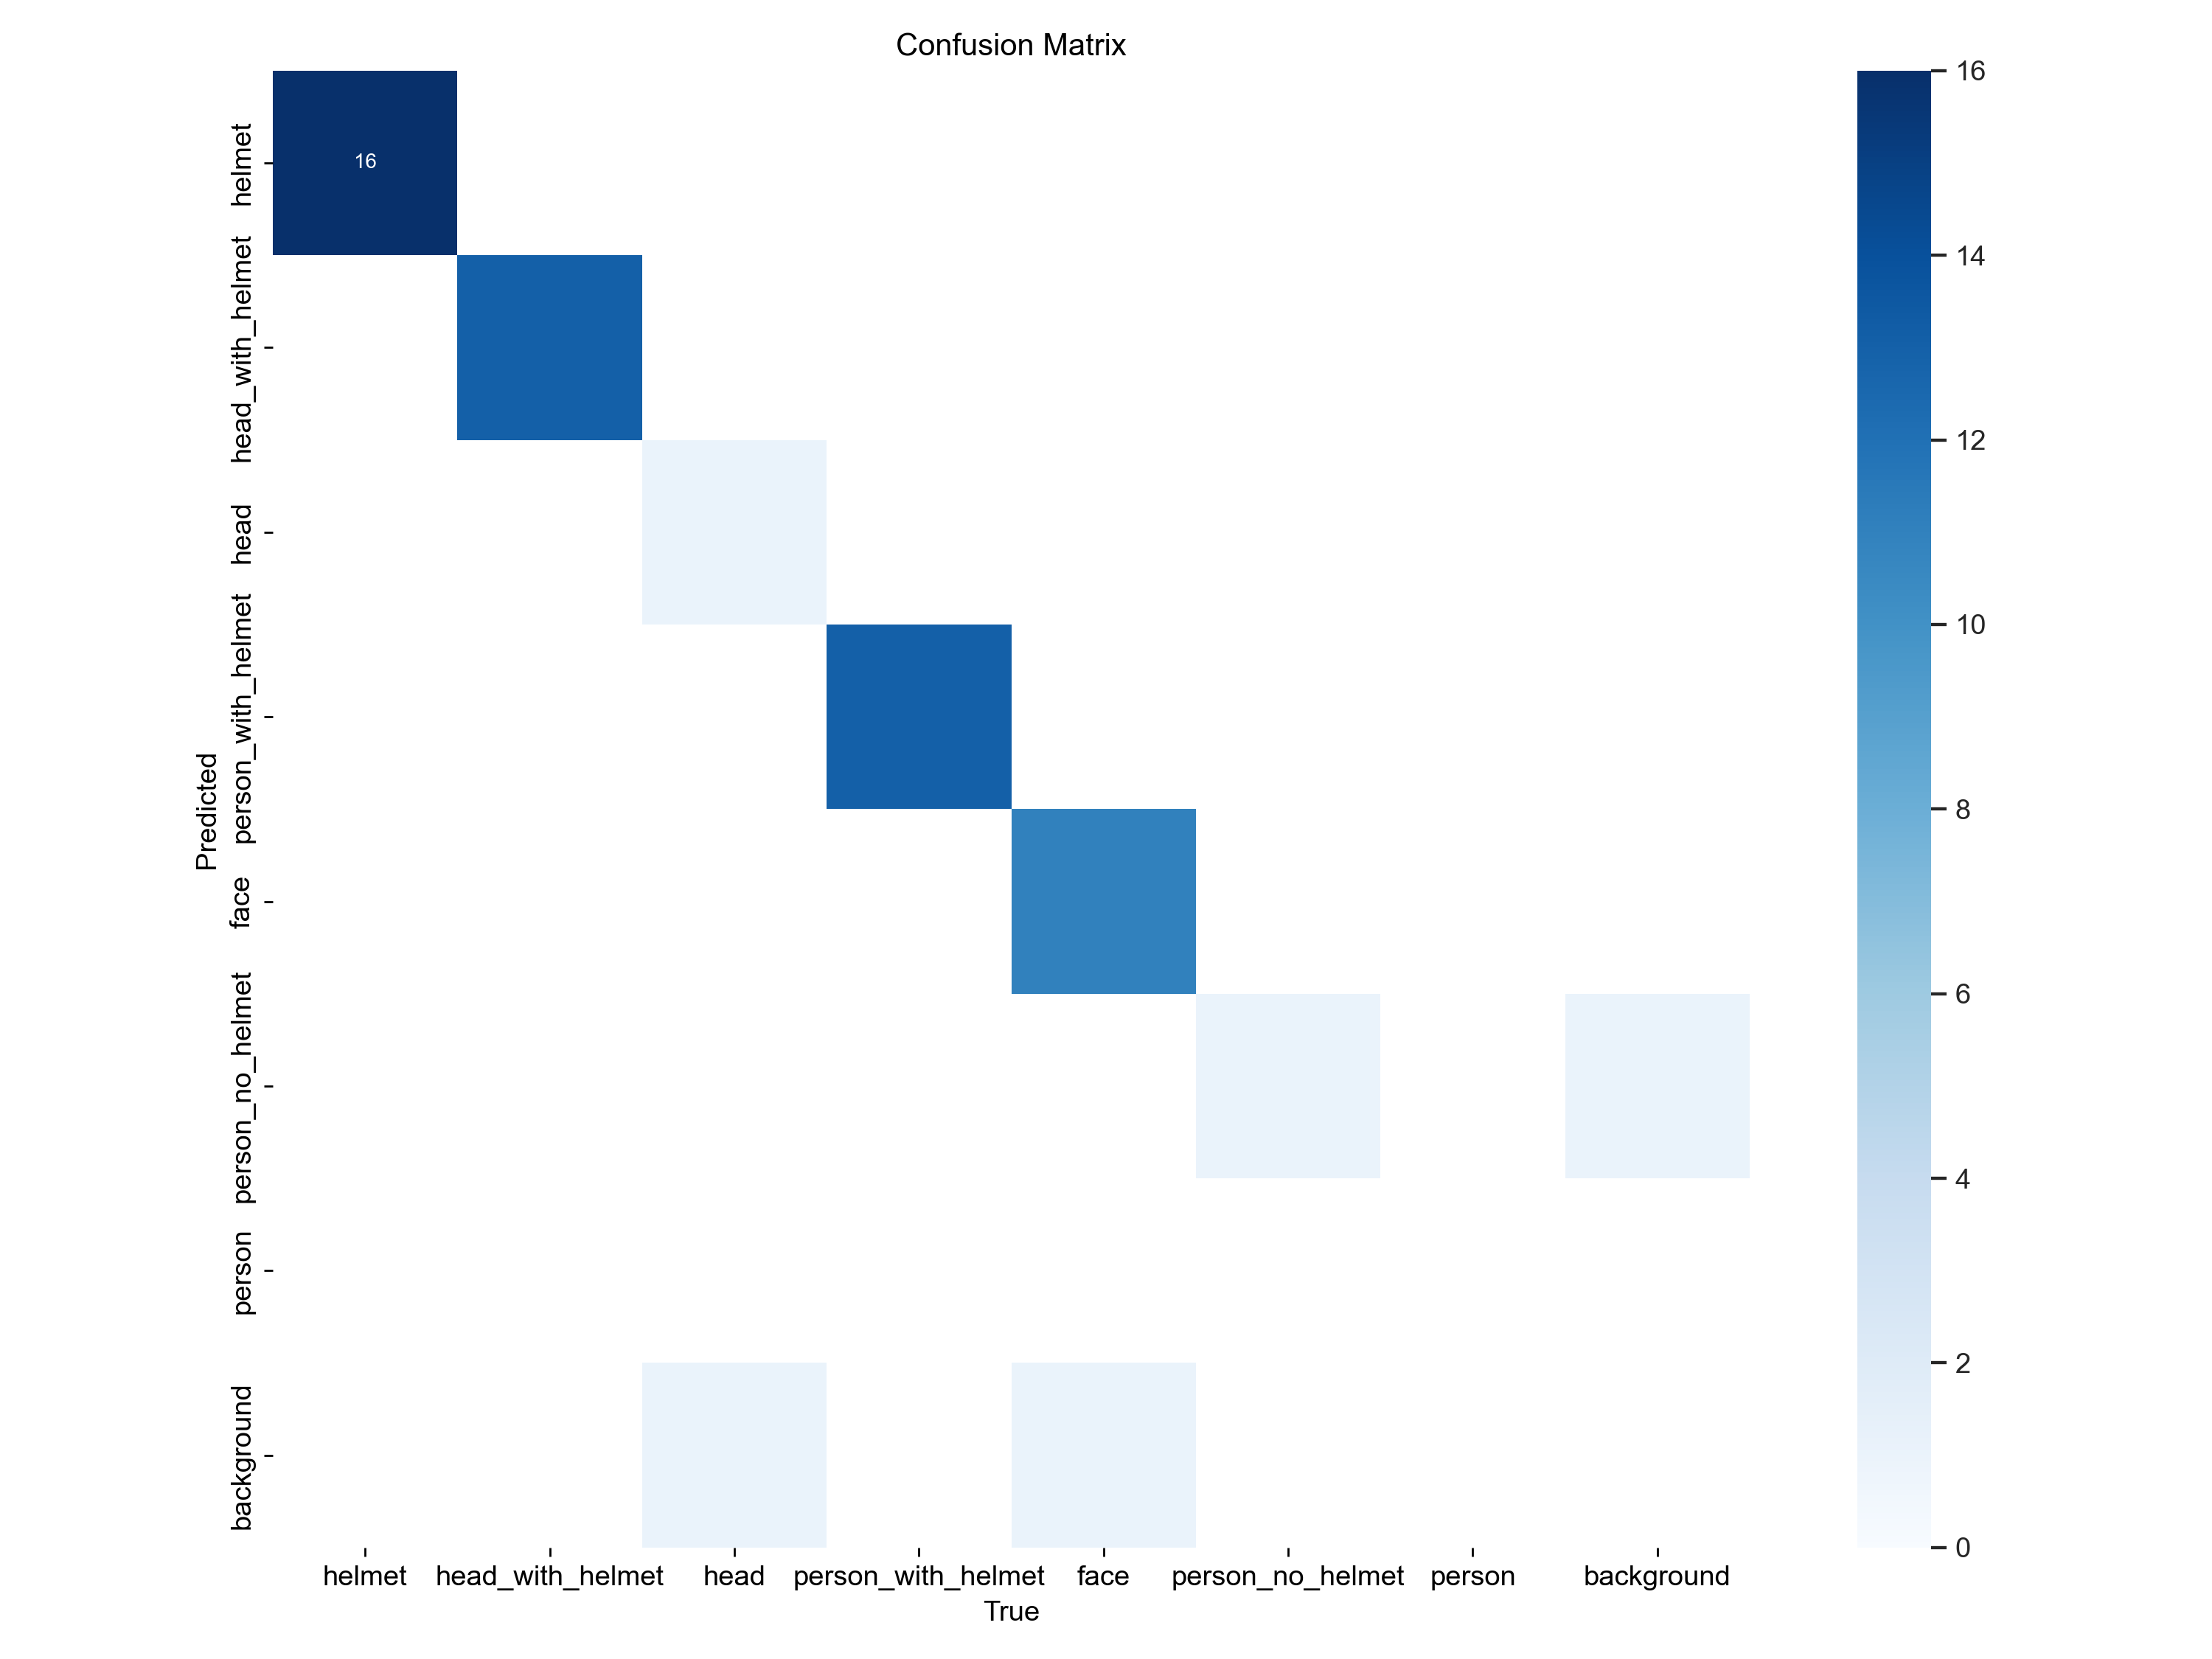 Confusion Matrix
Predicted
helmet
head_with_helmet
head
person_with_helmet
face
person_no_helmet
person
background
16
helmet head_with_helmet head person_with_helmet face person_no_helmet person background
True
16
14
12
10
8
6
4
2
0